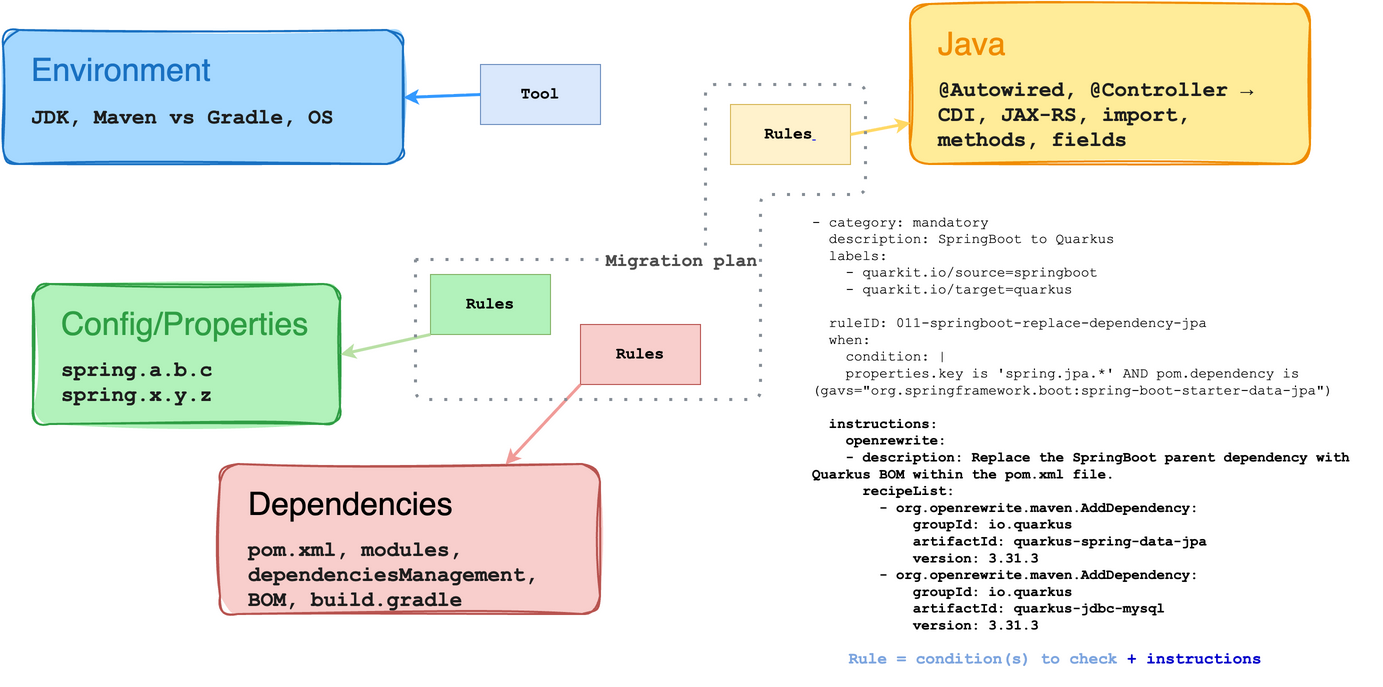 Environment
JDK, Maven vs Gradle, OS
Tool
Rules
Java
@Autowired, @Controller →
CDI, JAX-RS, import,
methods, fields
Migration plan
Config/Properties
spring.a.b.c
spring.x.y.z
Rules
Rules
Dependencies
pom.xml, modules,
dependenciesManagement,
BOM, build.gradle
- category: mandatory
description: SpringBoot to Quarkus
labels:
- quarkit.io/source=springboot
- quarkit.io/target=quarkus
ruleID: 011-springboot-replace-dependency-jpa
when:
condition: |
properties.key is 'spring.jpa.*' AND pom.dependency is
(gavs="org.springframework.boot:spring-boot-starter-data-jpa")
instructions:
openrewrite:
- description: Replace the SpringBoot parent dependency with
Quarkus BOM within the pom.xml file.
recipeList:
- org.openrewrite.maven.AddDependency:
groupId: io.quarkus
artifactId: quarkus-spring-data-jpa
version: 3.31.3
- org.openrewrite.maven.AddDependency:
groupId: io.quarkus
artifactId: quarkus-jdbc-mysql
version: 3.31.3
Rule = condition(s) to check + instructions